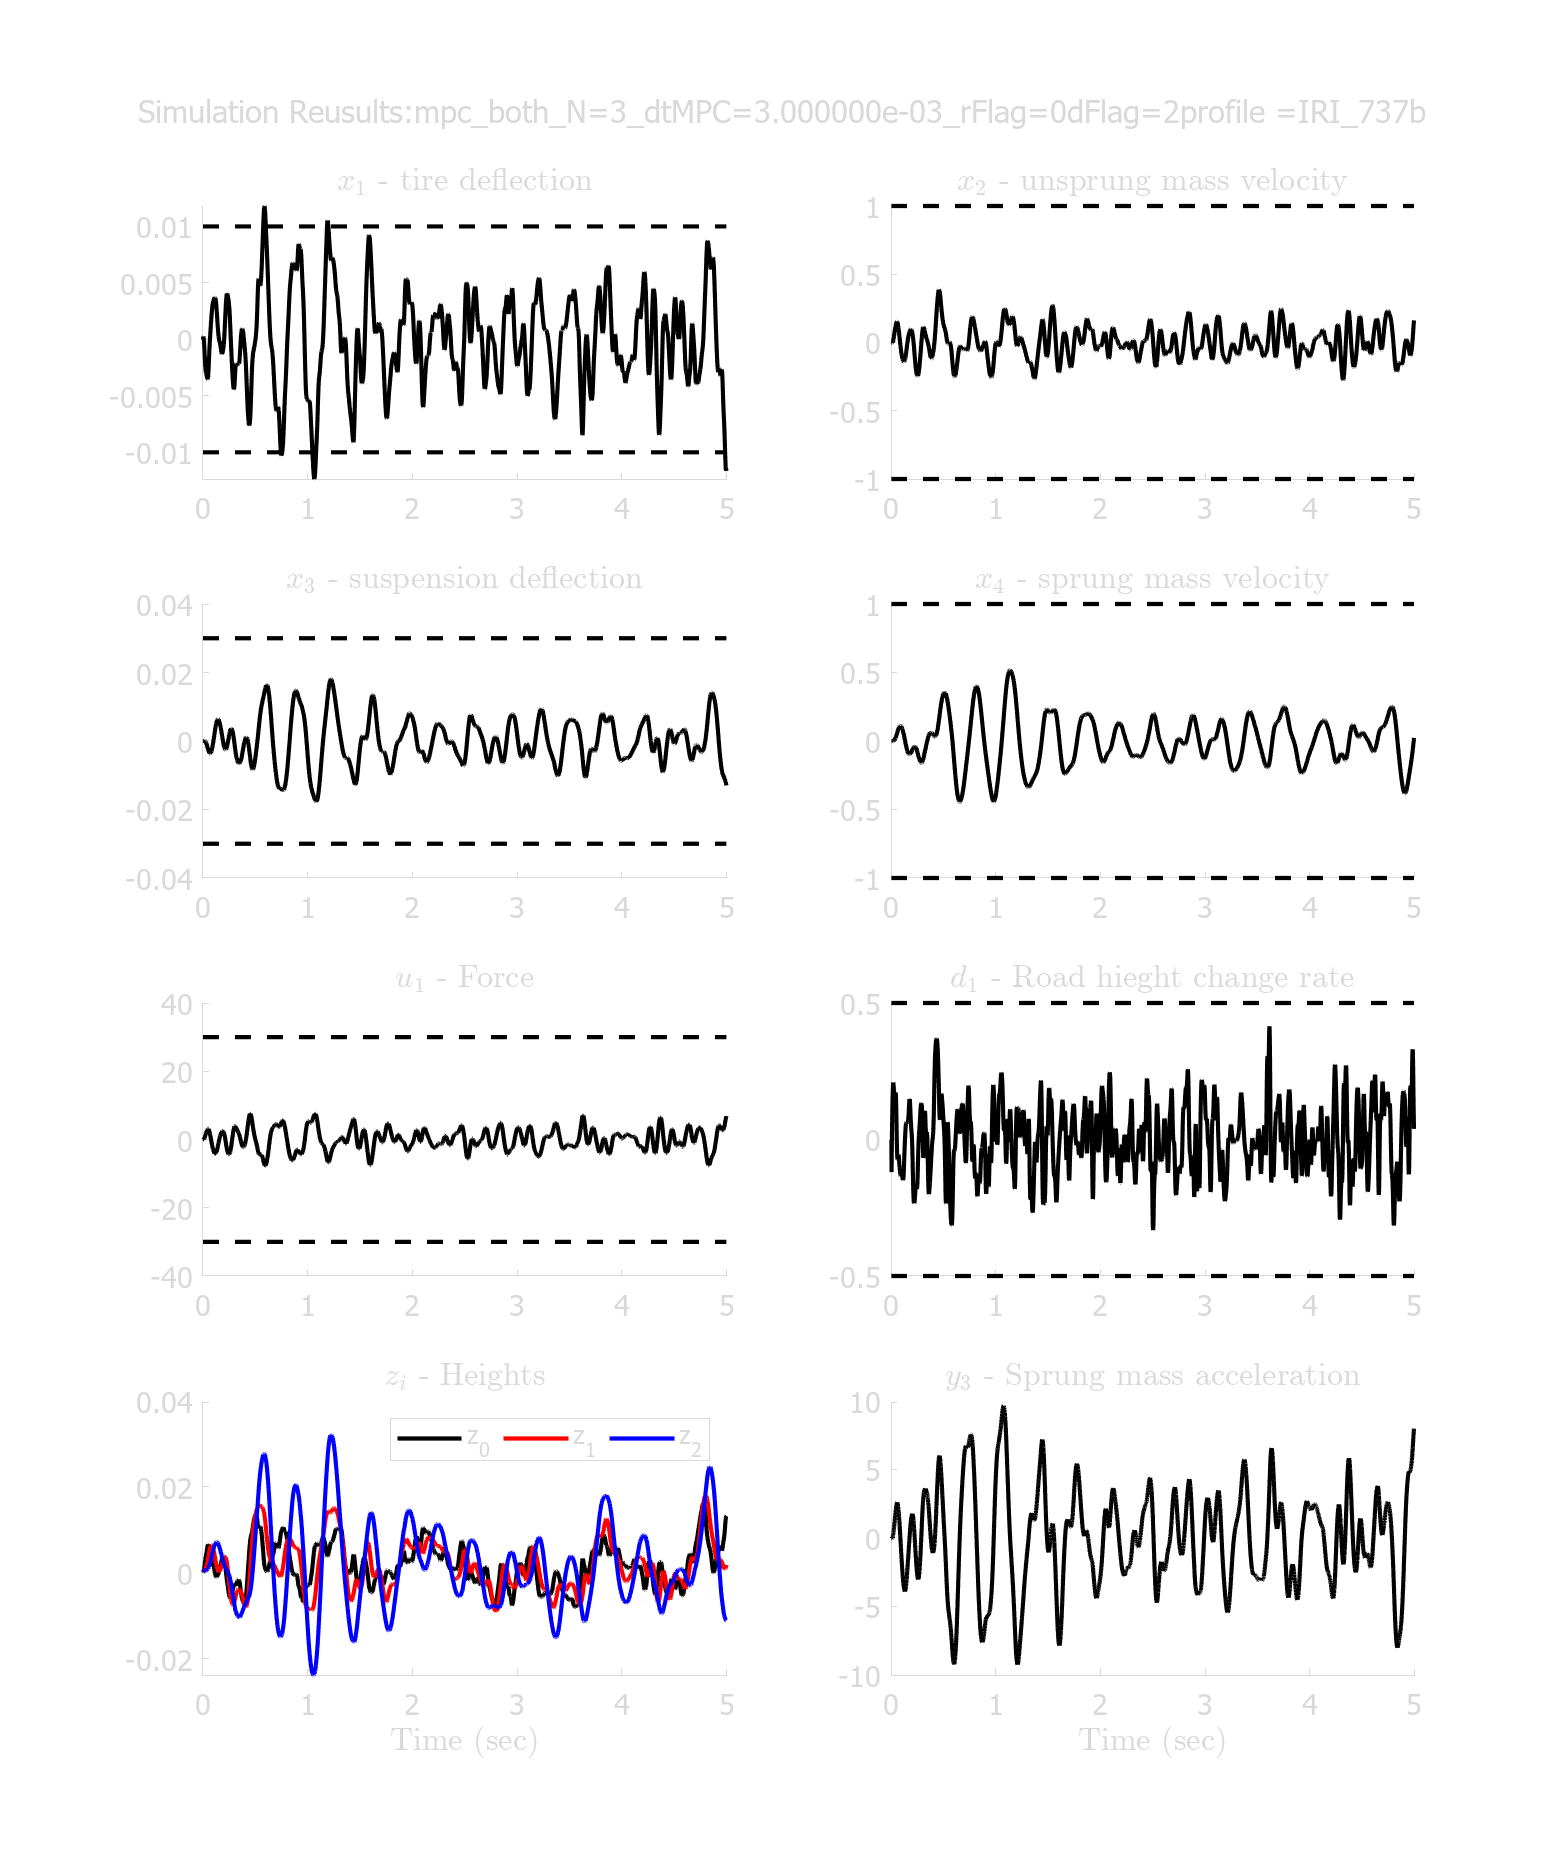 Simulation Reusults:mpc_both_N=3_dtMPC=3.000000e-03_rFlag=0dFlag=2profile =IRI_737b
x₁ - tire deflection
0.01
0.005
0
-0.005
-0.01
0 1 2 3 4 5
x₂ - unsprung mass velocity
1
0.5
0
-0.5
-1
0 1 2 3 4 5
x₃ - suspension deflection
0.04
0.02
0
-0.02
-0.04
0 1 2 3 4 5
x₄ - sprung mass velocity
1
0.5
0
-0.5
-1
0 1 2 3 4 5
u₁ - Force
40
20
0
-20
-40
0 1 2 3 4 5
d₁ - Road hieght change rate
0.5
0
-0.5
0 1 2 3 4 5
zᵢ - Heights
0.04
0.02
0
-0.02
z₀ z₁ z₂
0 1 2 3 4 5
Time (sec)
y₃ - Sprung mass acceleration
10
5
0
-5
-10
0 1 2 3 4 5
Time (sec)